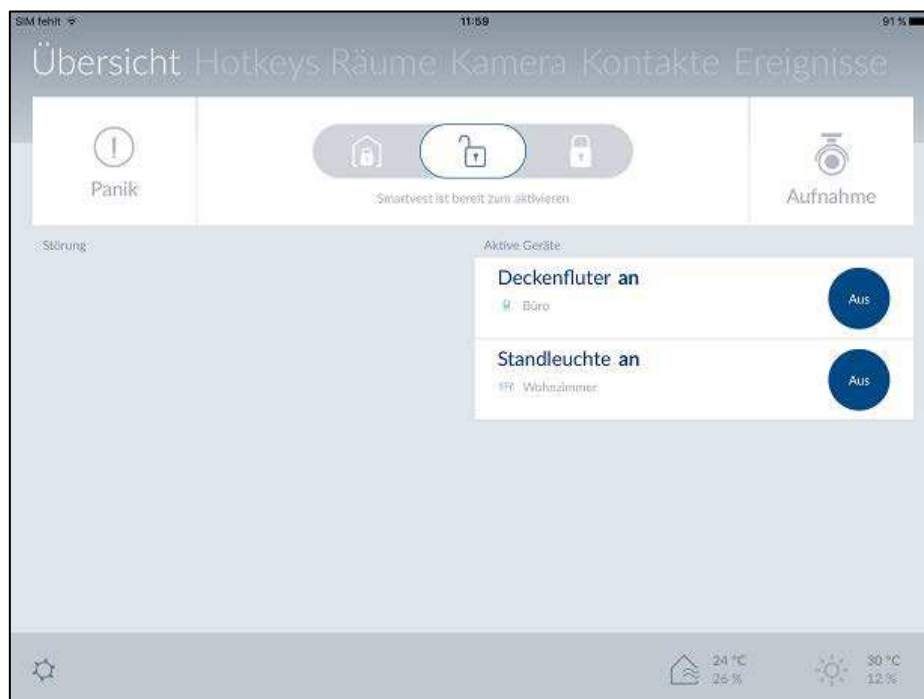 SIM fehlt 11:59 91 %
Übersicht Hotkeys Räume Kamera Kontakte Ereignisse
Panik
Smartvest ist bereit zum aktivieren
Aufnahme
Störung
Aktive Geräte
Deckenfluter an
Büro
Aus
Standleuchte an
Wohnzimmer
Aus
24 °C
26 %
30 °C
12 %